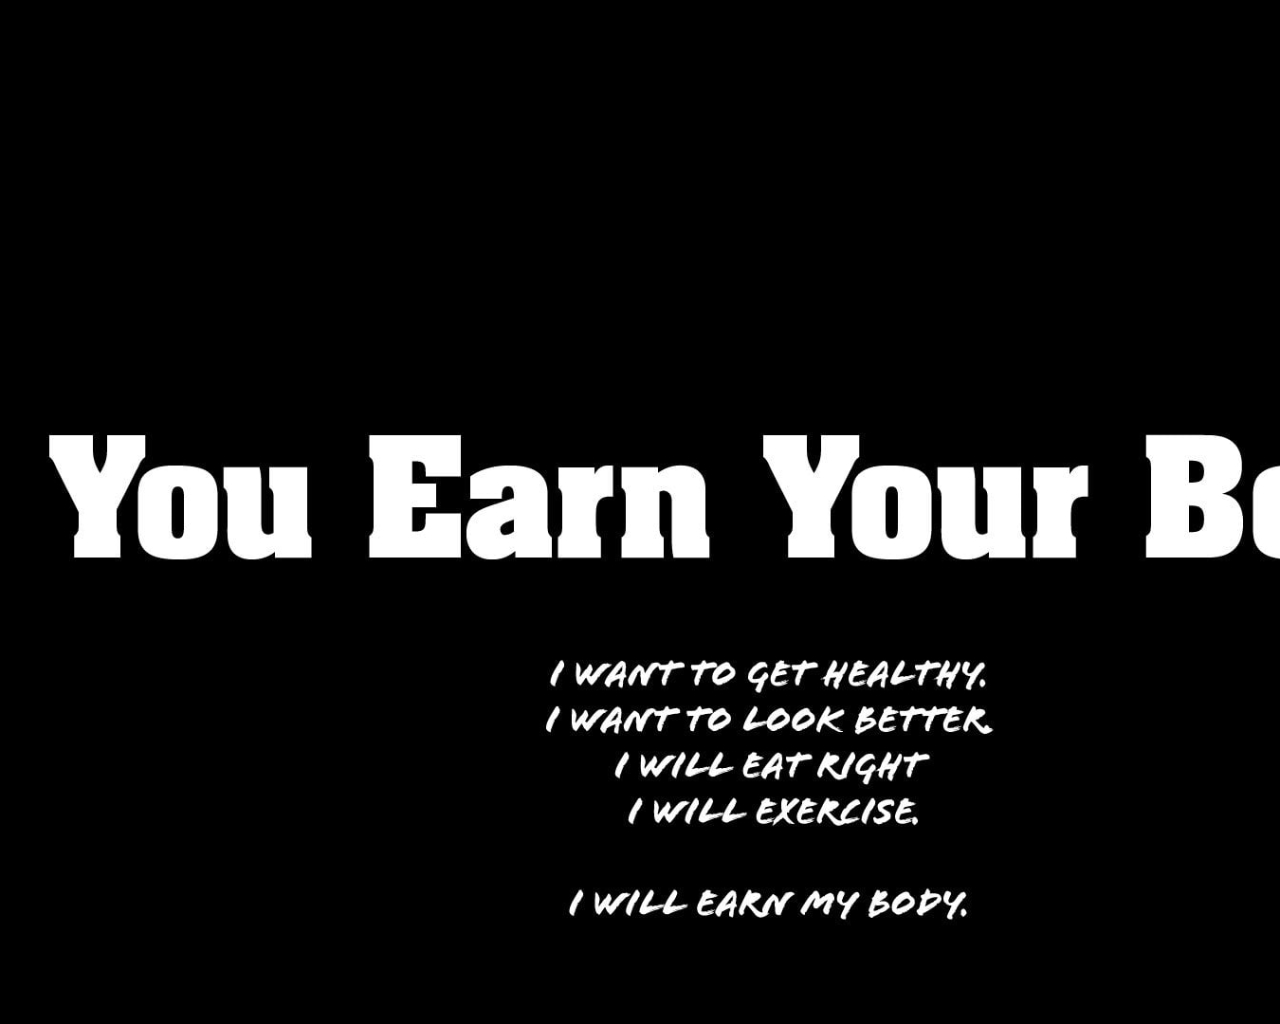 You Earn Your Bo
I WANT TO GET HEALTHY.
I WANT TO LOOK BETTER.
I WILL EAT RIGHT
I WILL EXERCISE.
I WILL EARN MY BODY.